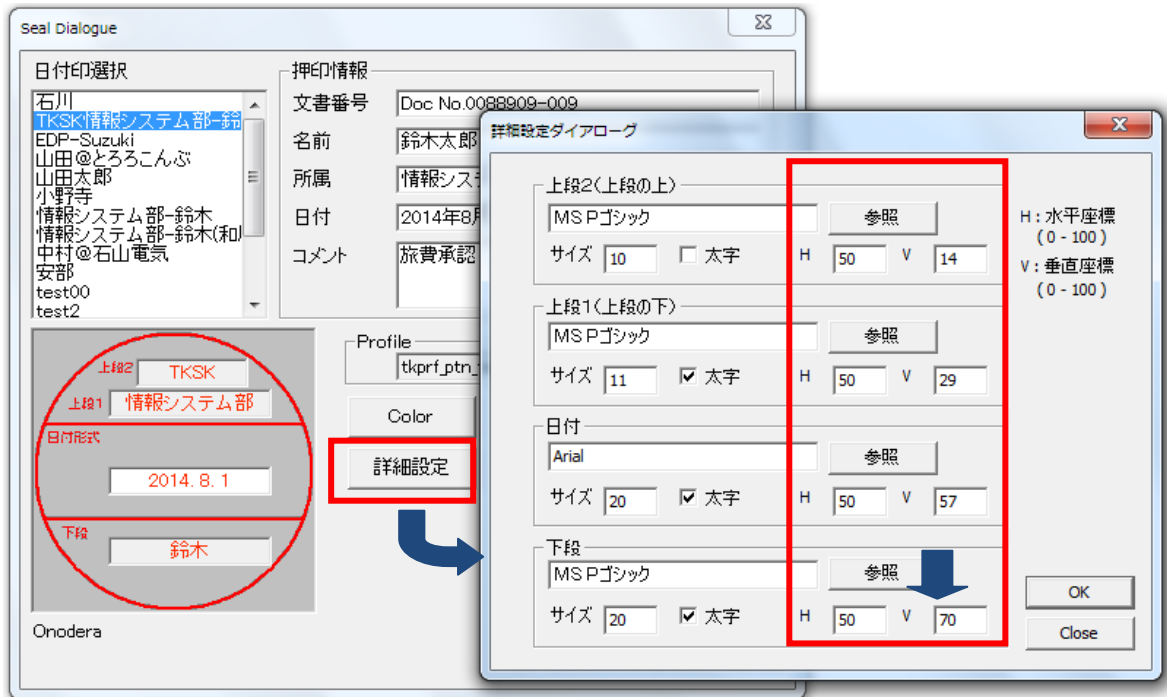 Seal Dialogue
日付印選択
石川
TKSK情報システム部-鈴
EDP-Suzuki
山田@とろろこんぶ
山田太郎
小野寺
情報システム部-鈴木
情報システム部-鈴木(和
中村@石山電気
安部
test00
test2
押印情報
文書番号 Doc No.0088909-009
名前 鈴木太郎
所属 情報シス
日付 2014年8
コメント 旅費承認
上段2 TKSK
上段1 情報システム部
日付形式
2014. 8. 1
下段 鈴木
Profile
tkprf_ptn_
Color
詳細設定
Onodera
詳細設定ダイアローグ
上段2(上段の上)
MS Pゴシック 参照
サイズ 10 太字 H 50 V 14
上段1(上段の下)
MS Pゴシック 参照
サイズ 11 太字 H 50 V 29
日付
Arial 参照
サイズ 20 太字 H 50 V 57
下段
MS Pゴシック 参照
サイズ 20 太字 H 50 V 70
H:水平座標
(0-100)
V:垂直座標
(0-100)
OK
Close